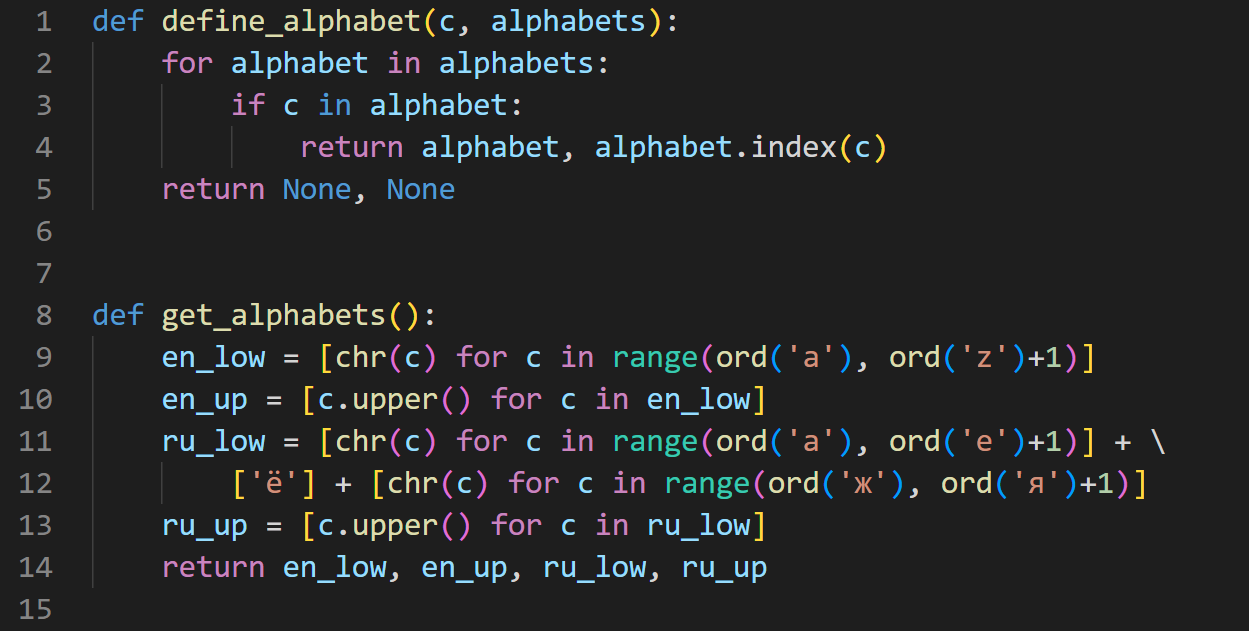 1 def define_alphabet(c, alphabets):
2     for alphabet in alphabets:
3         if c in alphabet:
4             return alphabet, alphabet.index(c)
5     return None, None
6
7
8 def get_alphabets():
9     en_low = [chr(c) for c in range(ord('a'), ord('z')+1)]
10     en_up = [c.upper() for c in en_low]
11     ru_low = [chr(c) for c in range(ord('а'), ord('е')+1)] + \
12         ['ё'] + [chr(c) for c in range(ord('ж'), ord('я')+1)]
13     ru_up = [c.upper() for c in ru_low]
14     return en_low, en_up, ru_low, ru_up
15